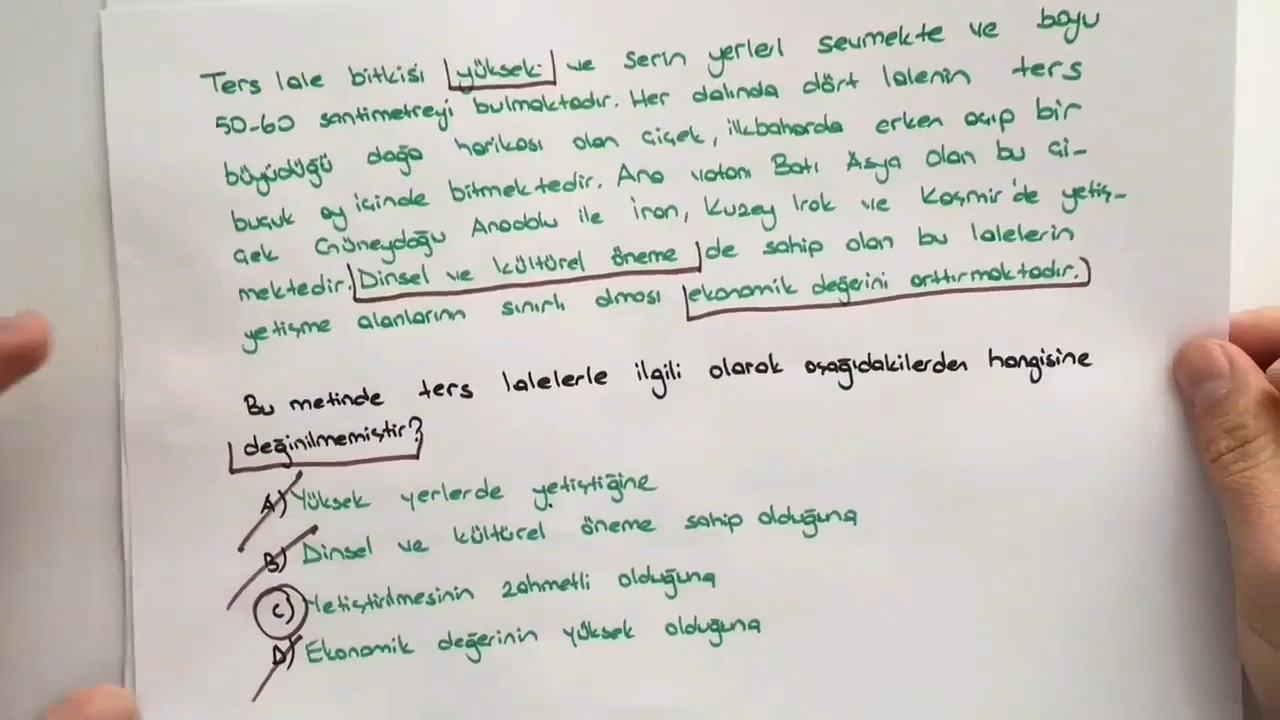 Ters lale bitkisi yüksek ve serin yerleri sevmekte ve boyu
50-60 santimetreyi bulmaktadır. Her dalında dört lalenin ters
büyüdüğü doğa harikası olan çiçek, ilkbaharda erken açıp bir
buçuk ay içinde bitmektedir. Ana vatanı Batı Asya olan bu çi-
çek Güneydoğu Anadolu ile İran, Kuzey Irak ve Keşmir'de yetiş-
mektedir. Dinsel ve kültürel öneme de sahip olan bu lalelerin
yetişme alanlarının sınırlı olması ekonomik değerini arttırmaktadır.
Bu metinde ters lalelerle ilgili olarak aşağıdakilerden hangisine
değinilmemiştir?
A) Yüksek yerlerde yetiştiğine
B) Dinsel ve kültürel öneme sahip olduğuna
C) Yetiştirilmesinin zahmetli olduğuna
D) Ekonomik değerinin yüksek olduğuna